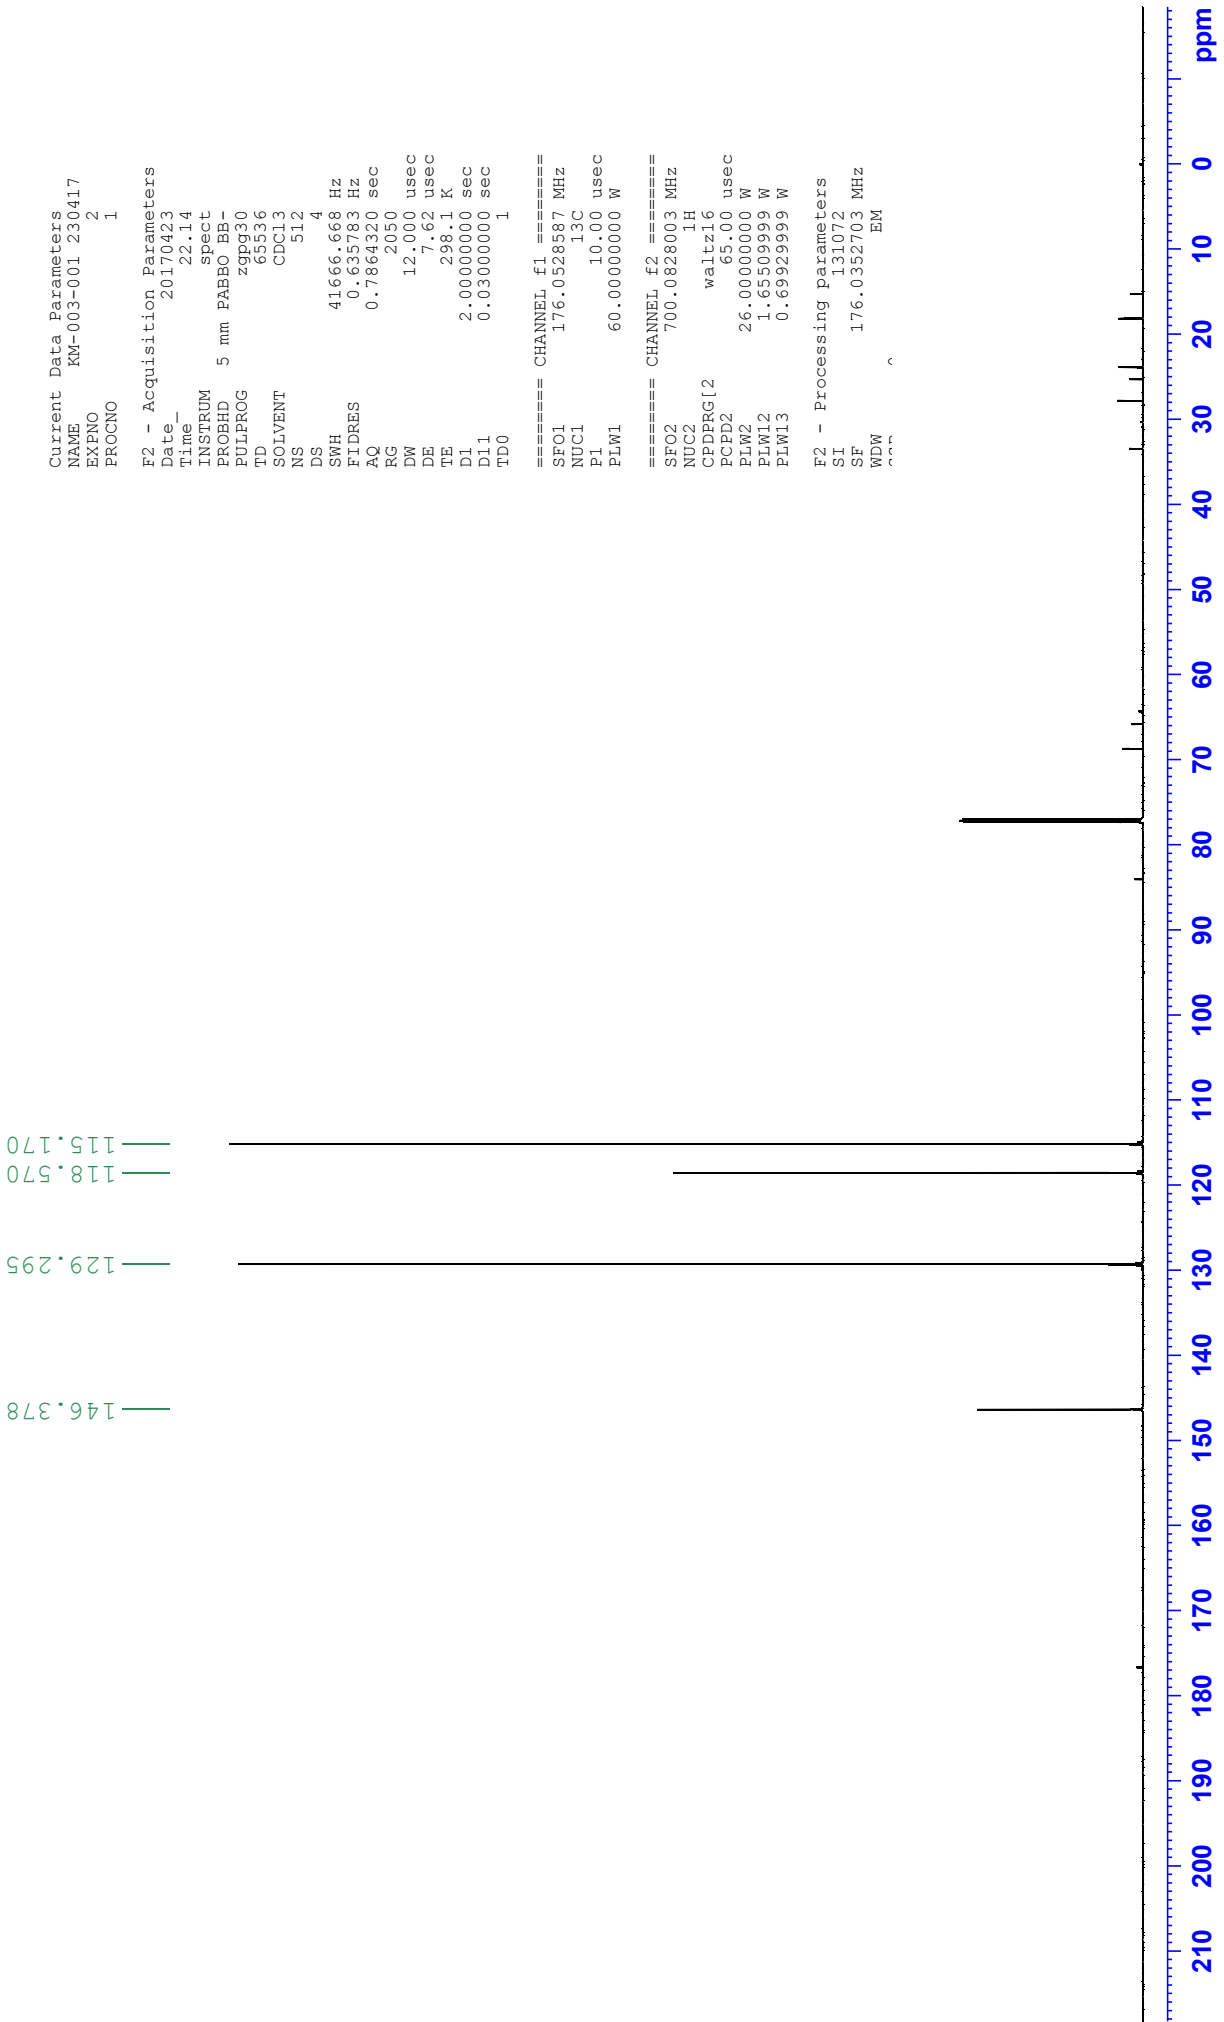 Current Data Parameters
NAME KM-003-001 230417
EXPNO 2
PROCNO 1
F2 - Acquisition Parameters
Date_ 20170423
Time 22.14
INSTRUM spect
PROBHD 5 mm PABBO BB-
PULPROG zgpg30
TD 65536
SOLVENT CDCl3
NS 512
DS 4
SWH 41666.668 Hz
FIDRES 0.635783 Hz
AQ 0.7864320 sec
RG 2050
DW 12.000 usec
DE 7.62 usec
TE 298.1 K
D1 2.00000000 sec
D11 0.03000000 sec
TD0 1
======== CHANNEL f1 ========
SFO1 176.0528587 MHz
NUC1 13C
P1 10.00 usec
PLW1 60.00000000 W
======== CHANNEL f2 ========
SFO2 700.0828003 MHz
NUC2 1H
CPDPRG[2 waltz16
PCPD2 65.00 usec
PLW2 26.00000000 W
PLW12 1.65509999 W
PLW13 0.69929999 W
F2 - Processing parameters
SI 131072
SF 176.0352703 MHz
WDW EM
146.378
129.295
118.570
115.170
210 200 190 180 170 160 150 140 130 120 110 100 90 80 70 60 50 40 30 20 10 0 ppm